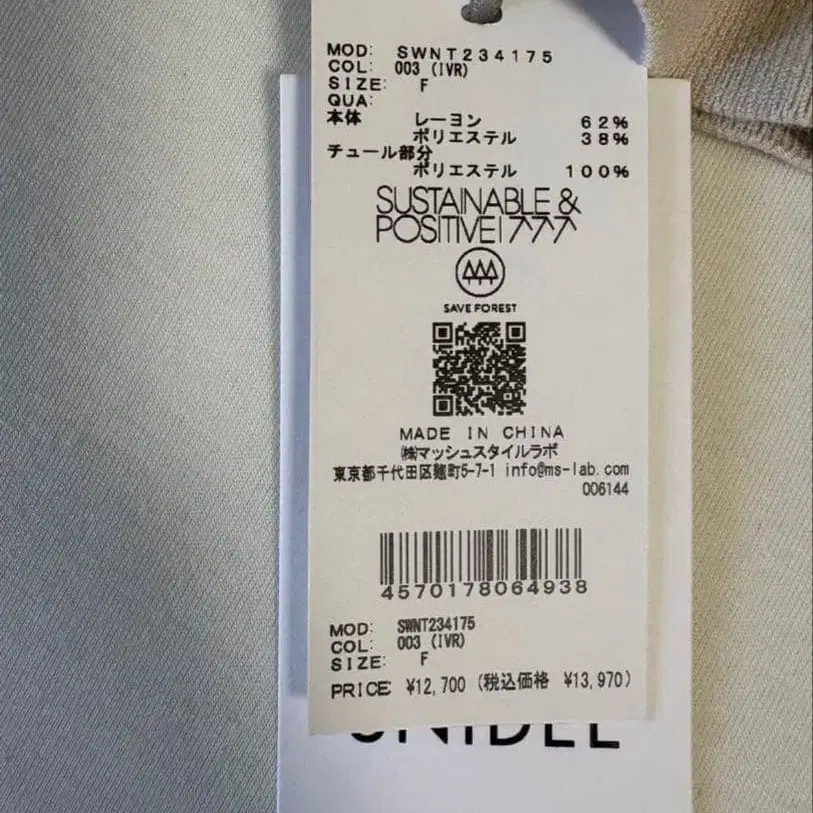 MOD: SWNT234175
COL: 003 (IVR)
SIZE: F
QUA:
本体 レーヨン 62%
ポリエステル 38%
チュール部分
ポリエステル 100%
SUSTAINABLE &
POSITIVE! 777
SAVE FOREST
MADE IN CHINA
㈱マッシュスタイルラボ
東京都千代田区麹町5-7-1 info@ms-lab.com
006144
4570178064938
MOD: SWNT234175
COL: 003 (IVR)
SIZE: F
PRICE: ¥12,700 (税込価格 ¥13,970)